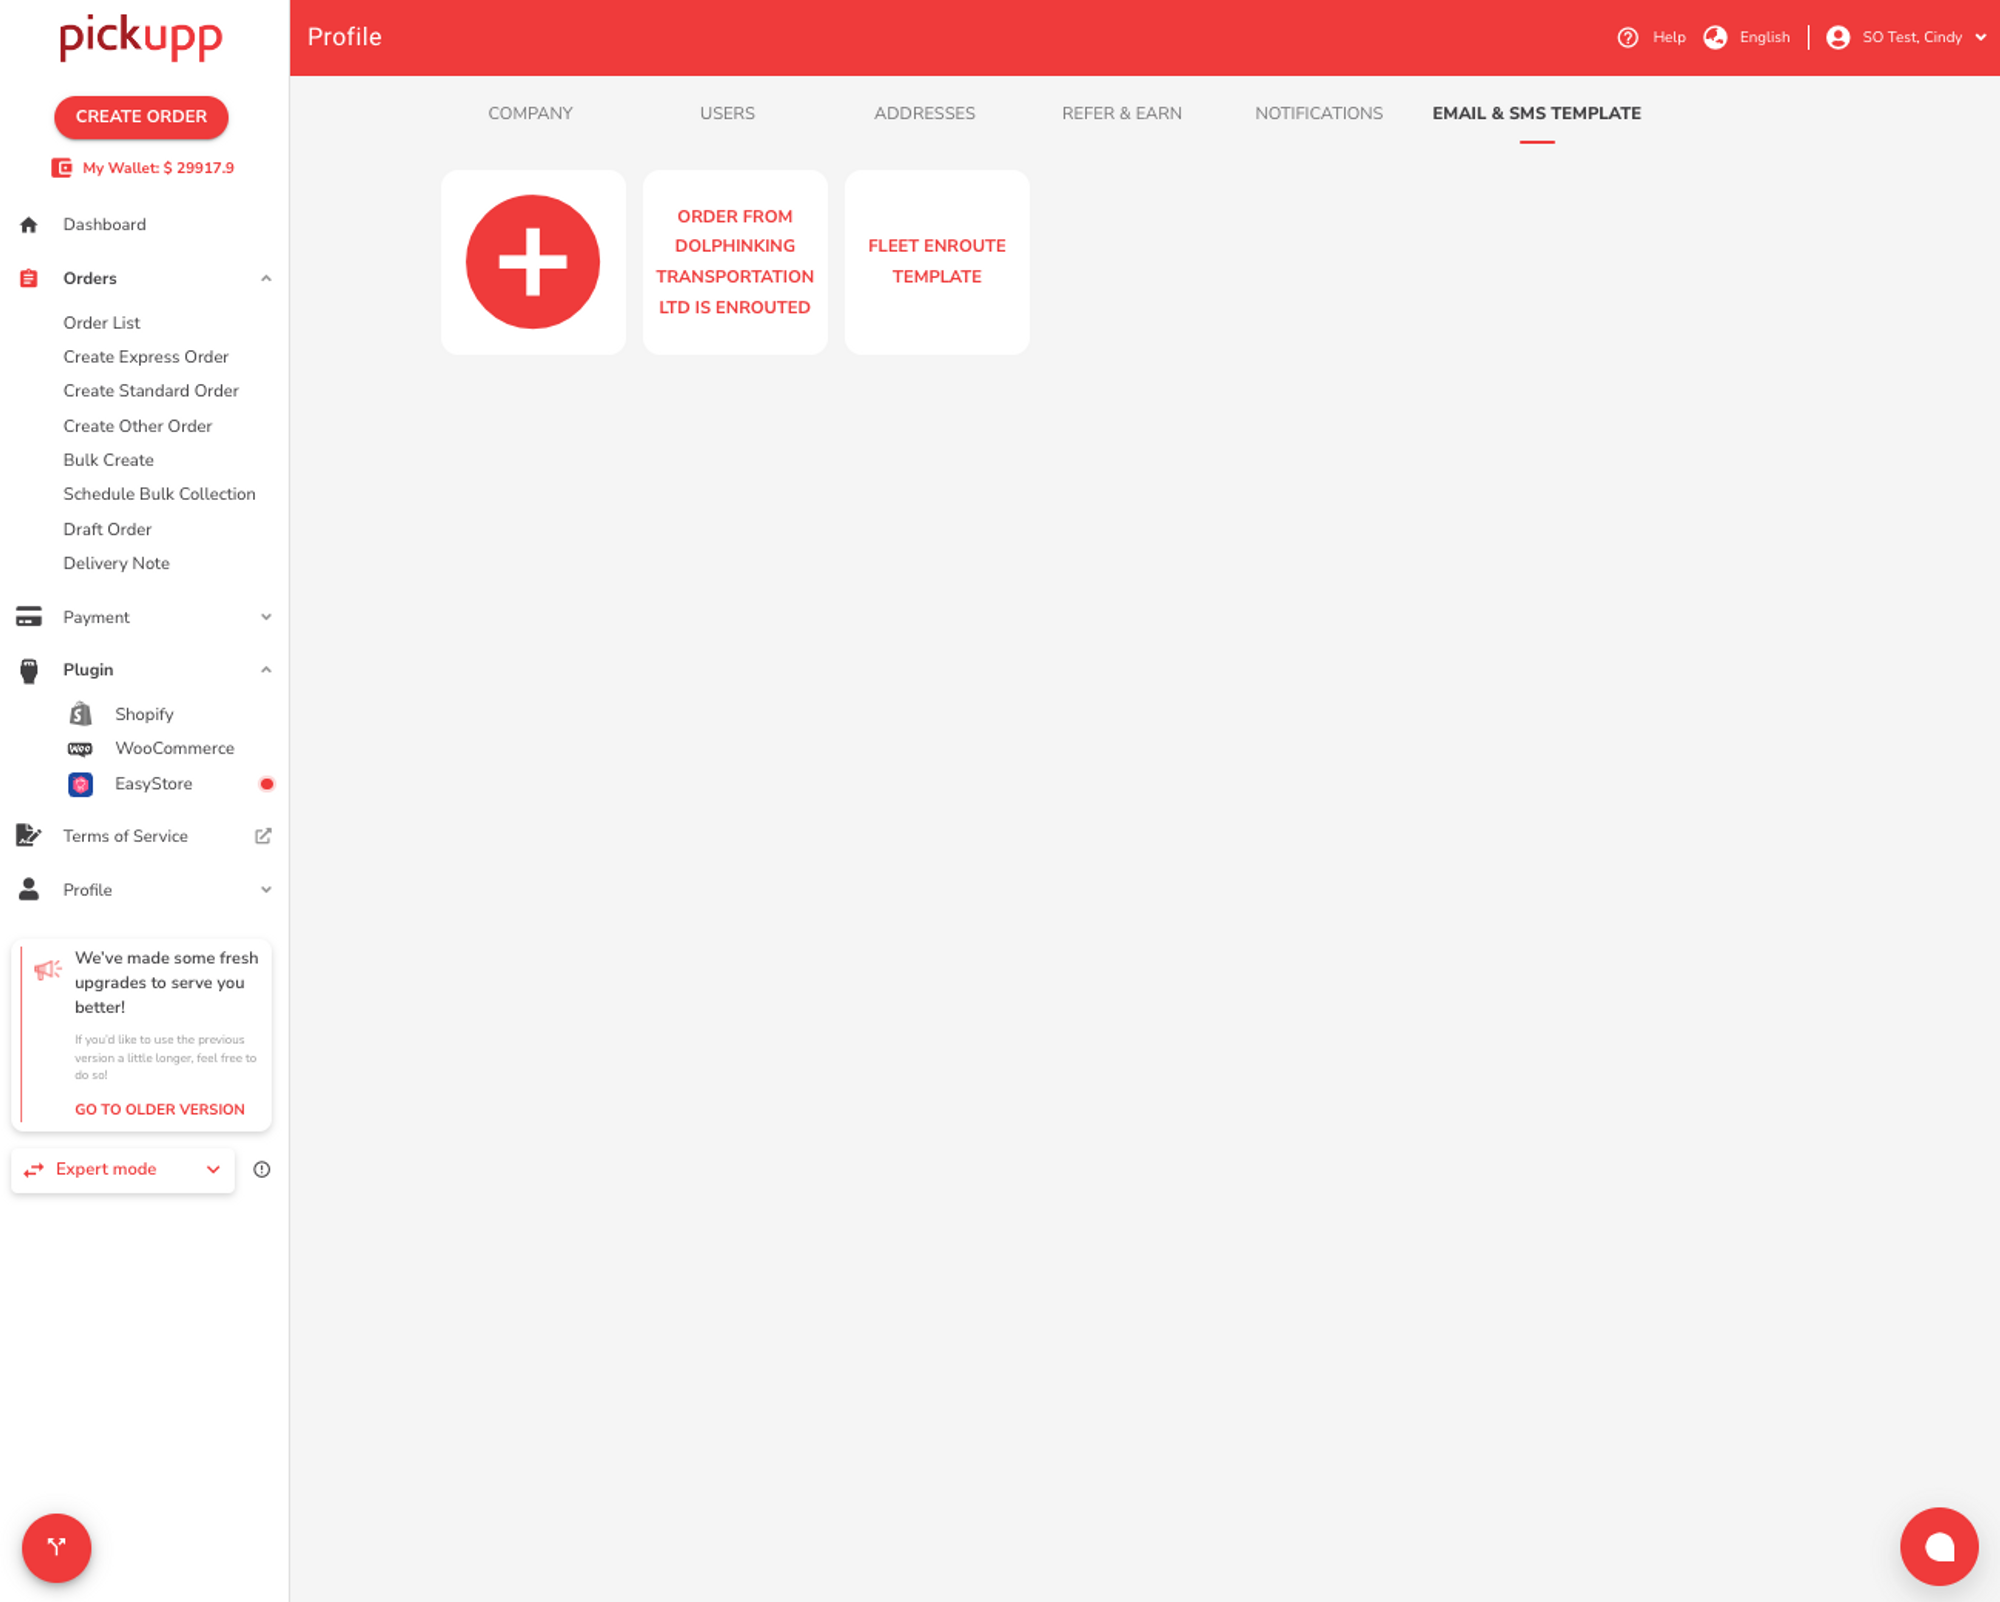 pickupp
CREATE ORDER
My Wallet: $ 29917.9
Dashboard
Orders
Order List
Create Express Order
Create Standard Order
Create Other Order
Bulk Create
Schedule Bulk Collection
Draft Order
Delivery Note
Payment
Plugin
Shopify
Woo WooCommerce
EasyStore
Terms of Service
Profile
We've made some fresh
upgrades to serve you
better!
If you'd like to use the previous
version a little longer, feel free to
do so!
GO TO OLDER VERSION
Expert mode
Profile
Help
English
SO Test, Cindy
COMPANY
USERS
ADDRESSES
REFER & EARN
NOTIFICATIONS
EMAIL & SMS TEMPLATE
ORDER FROM
DOLPHINKING
TRANSPORTATION
LTD IS ENROUTED
FLEET ENROUTE
TEMPLATE